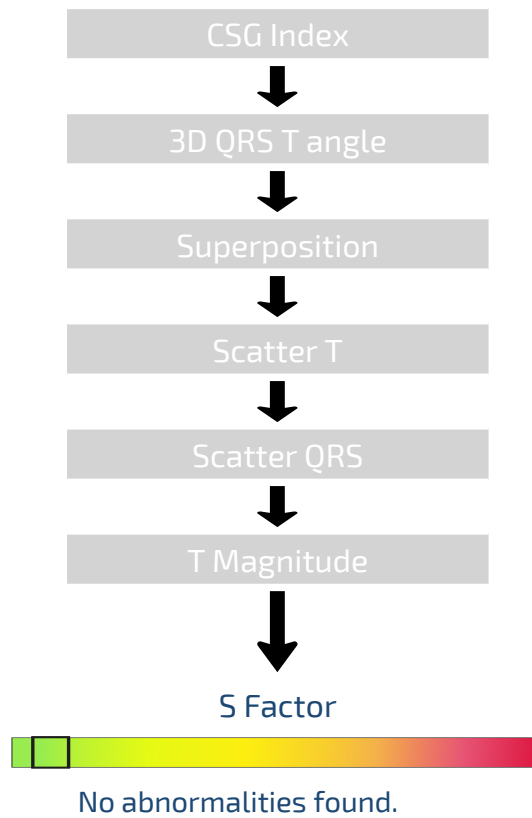 CSG Index
3D QRS T angle
Superposition
Scatter T
Scatter QRS
T Magnitude
S Factor
No abnormalities found.